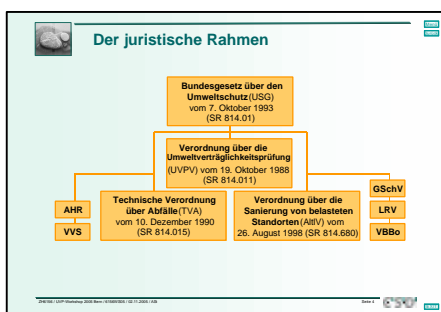 Der juristische Rahmen
Bundesgesetz über den
Umweltschutz (USG)
vom 7. Oktober 1993
(SR 814.01)
Verordnung über die
Umweltverträglichkeitsprüfung
(UVPV) vom 19. Oktober 1988
(SR 814.011)
AHR
VVS
Technische Verordnung
über Abfälle (TVA)
vom 10. Dezember 1990
(SR 814.015)
Verordnung über die
Sanierung von belasteten
Standorten (AltlV) vom
26. August 1998 (SR 814.680)
GSchV
LRV
VBBo
Seite 4